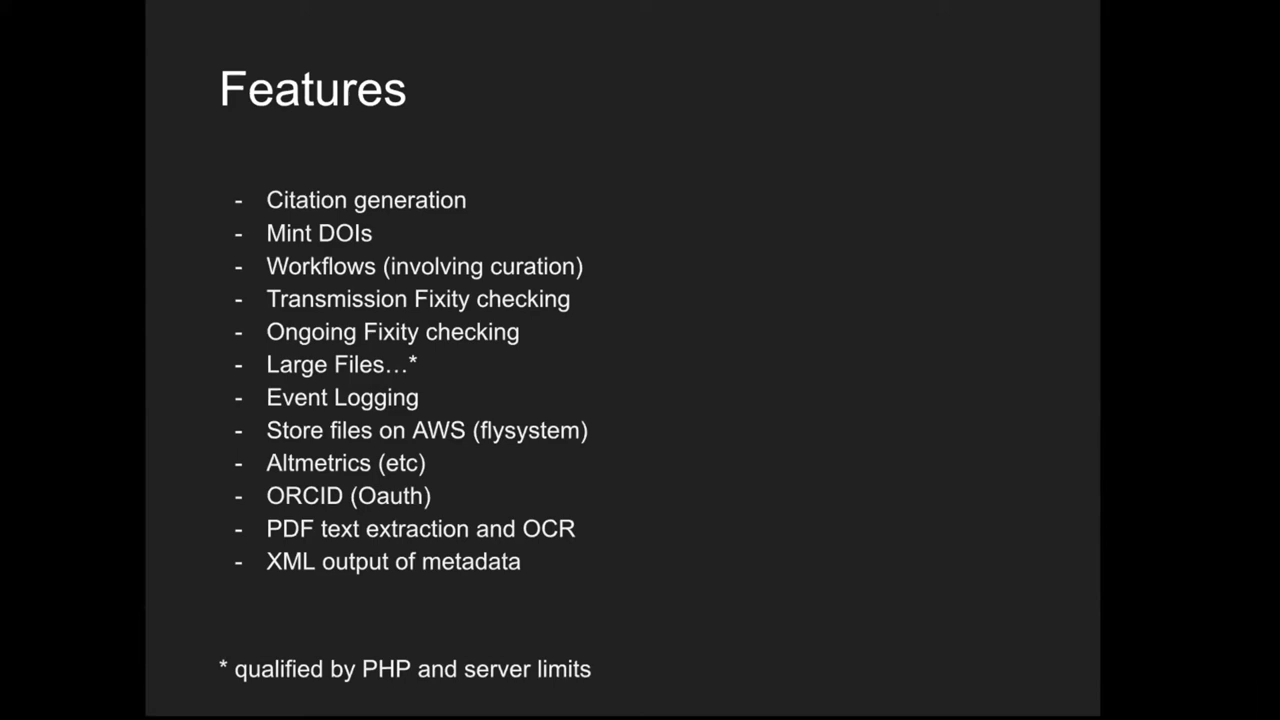 Features
- Citation generation
- Mint DOIs
- Workflows (involving curation)
- Transmission Fixity checking
- Ongoing Fixity checking
- Large Files…*
- Event Logging
- Store files on AWS (flysystem)
- Altmetrics (etc)
- ORCID (Oauth)
- PDF text extraction and OCR
- XML output of metadata
* qualified by PHP and server limits